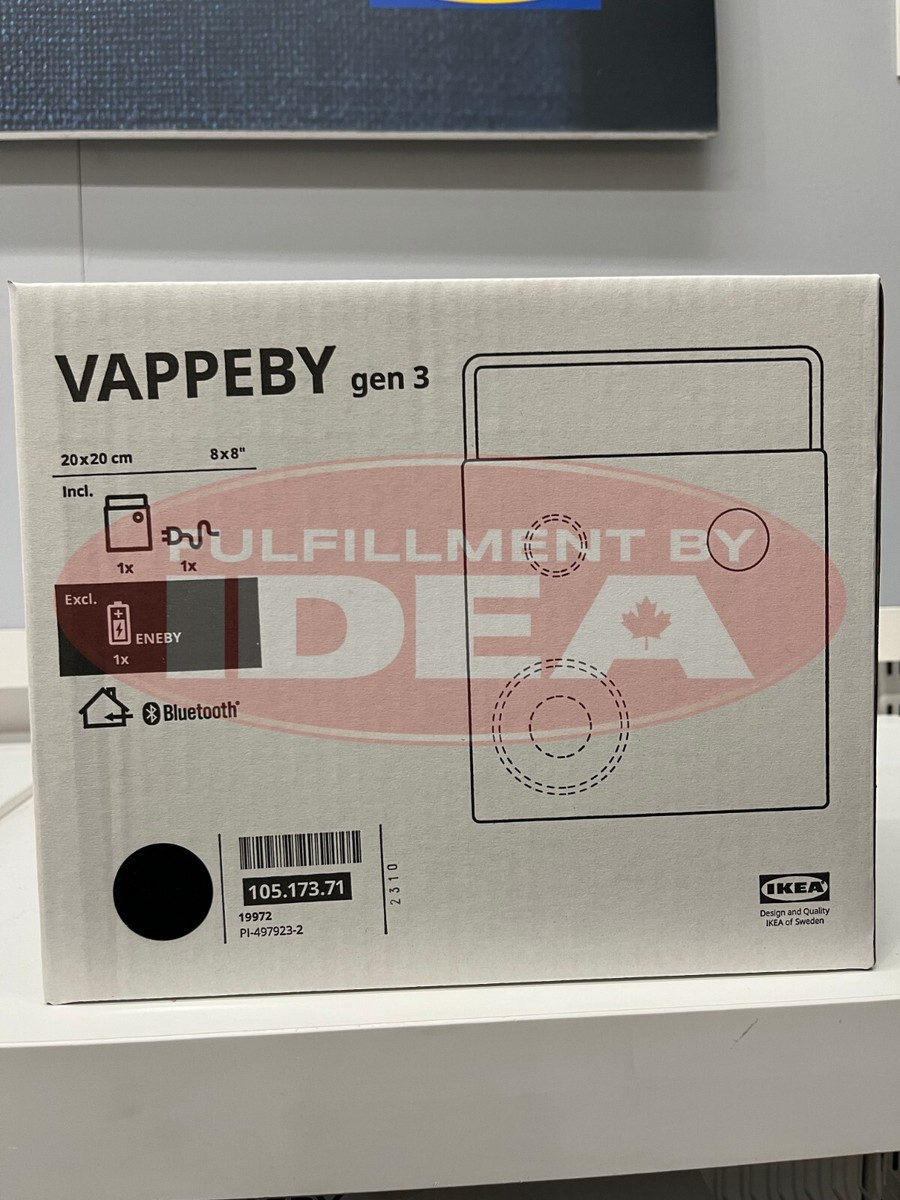 VAPPEBY gen 3
20x20 cm 8x8"
Incl.
1x 1x
FULFILLMENT BY
IDEA
Excl.
ENEBY
1x
Bluetooth®
105.173.71
19972
PI-497923-2
2310
IKEA®
Design and Quality
IKEA of Sweden